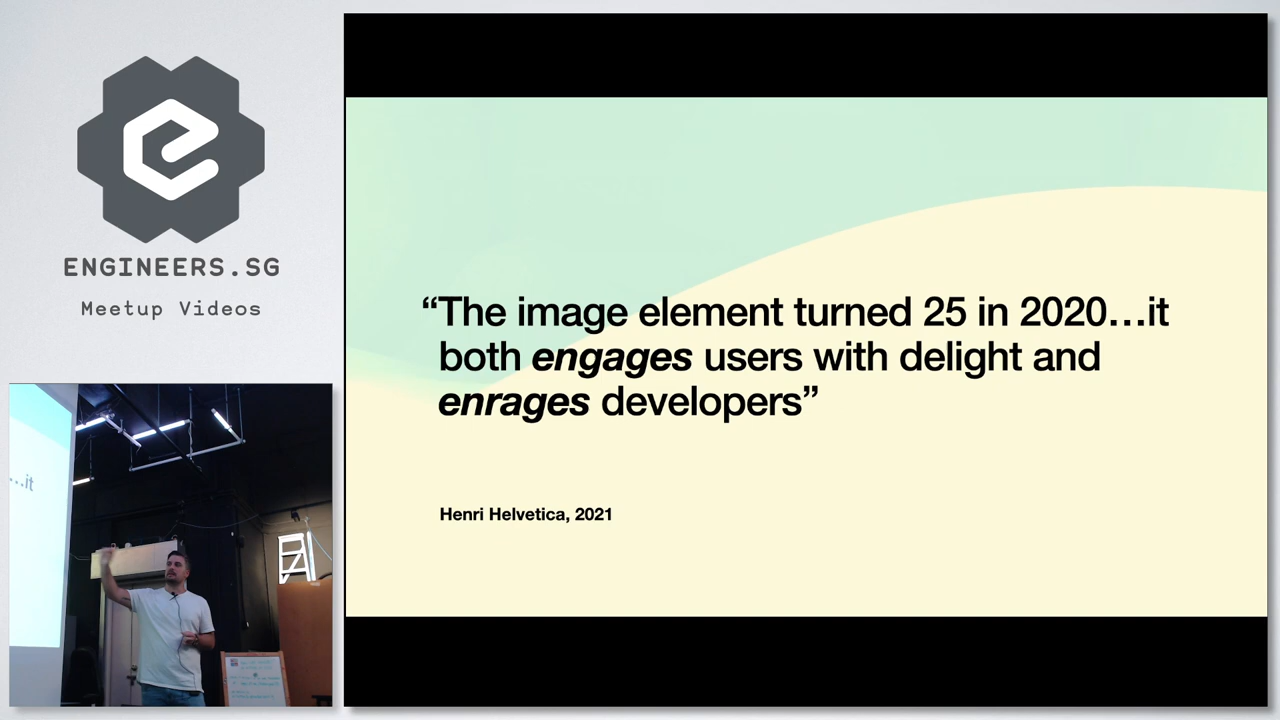 ENGINEERS.SG
Meetup Videos
“The image element turned 25 in 2020…it
both engages users with delight and
enrages developers”
Henri Helvetica, 2021
…it